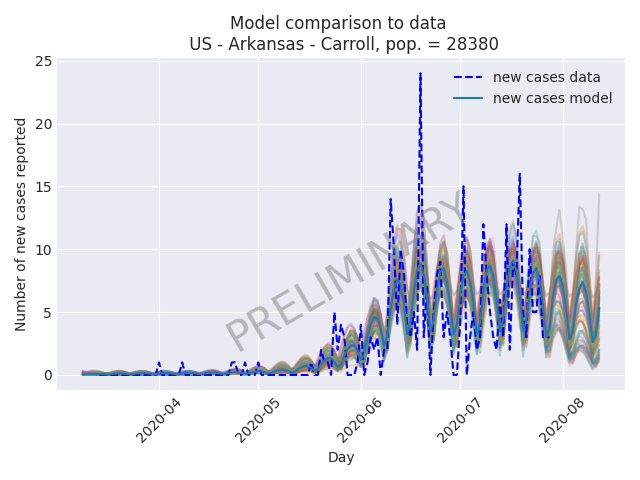 Model comparison to data
US - Arkansas - Carroll, pop. = 28380
25
20
15
10
5
0
Number of new cases reported
new cases data
new cases model
PRELIMINARY
2020-04
2020-05
2020-06
2020-07
2020-08
Day